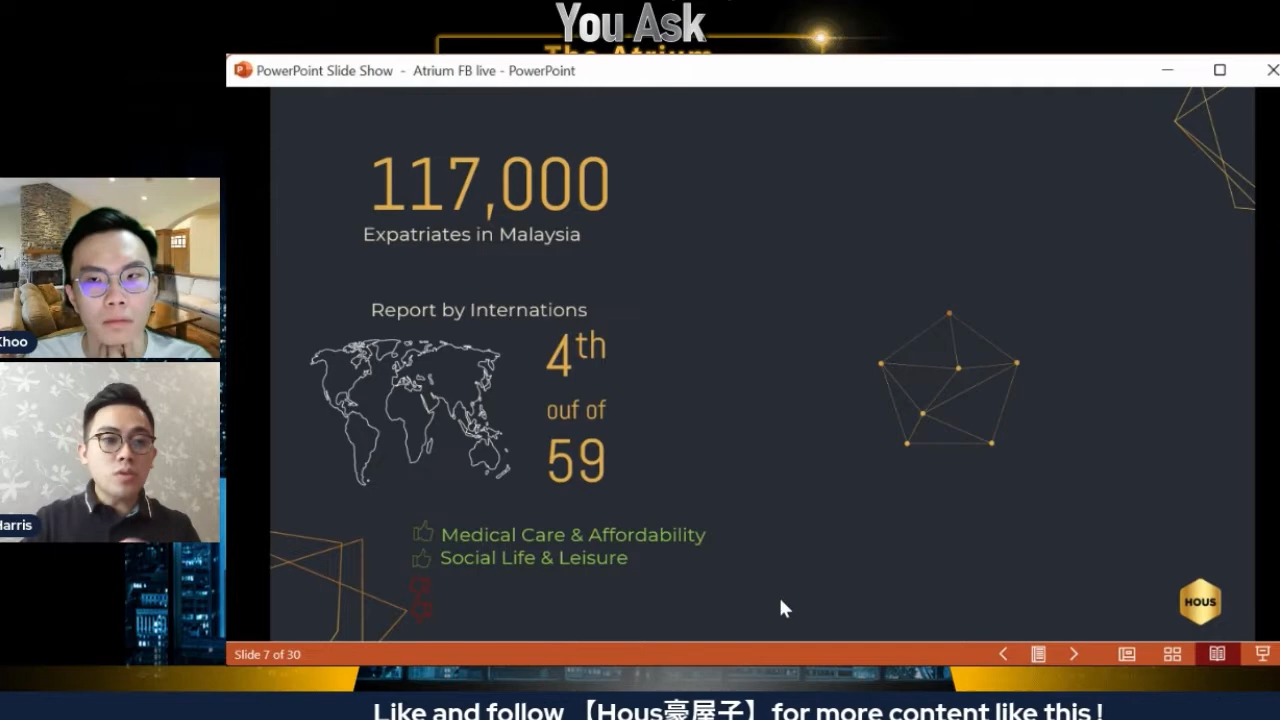 You Ask
The Atrium
PowerPoint Slide Show - Atrium FB live - PowerPoint
117,000
Expatriates in Malaysia
Report by Internations
4th
ouf of
59
Medical Care & Affordability
Social Life & Leisure
HOUS
Khoo
Harris
Slide 7 of 30
Like and follow 【Hous豪屋子】for more content like this !